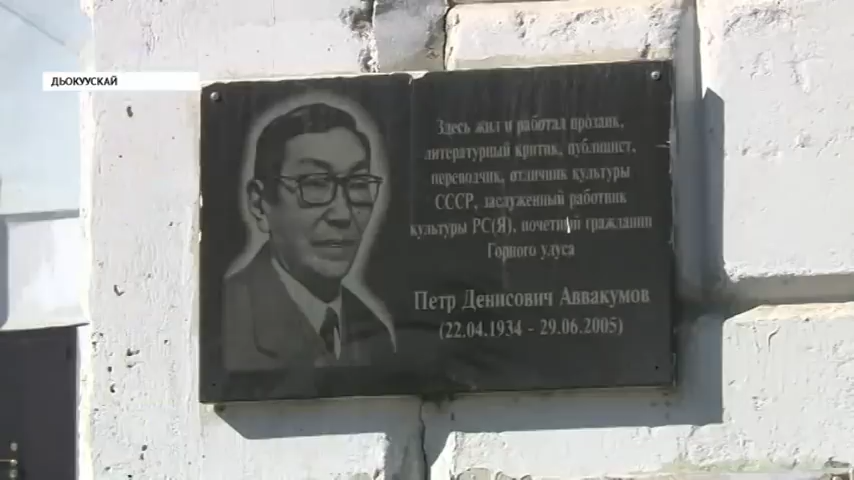 ДЬОКУУСКАЙ
Здесь жил и работал прозаик,
литературный критик, публицист,
переводчик, отличник культуры
СССР, заслуженный работник
культуры РС(Я), почетный гражданин
Горного улуса
Петр Денисович Аввакумов
(22.04.1934 - 29.06.2005)